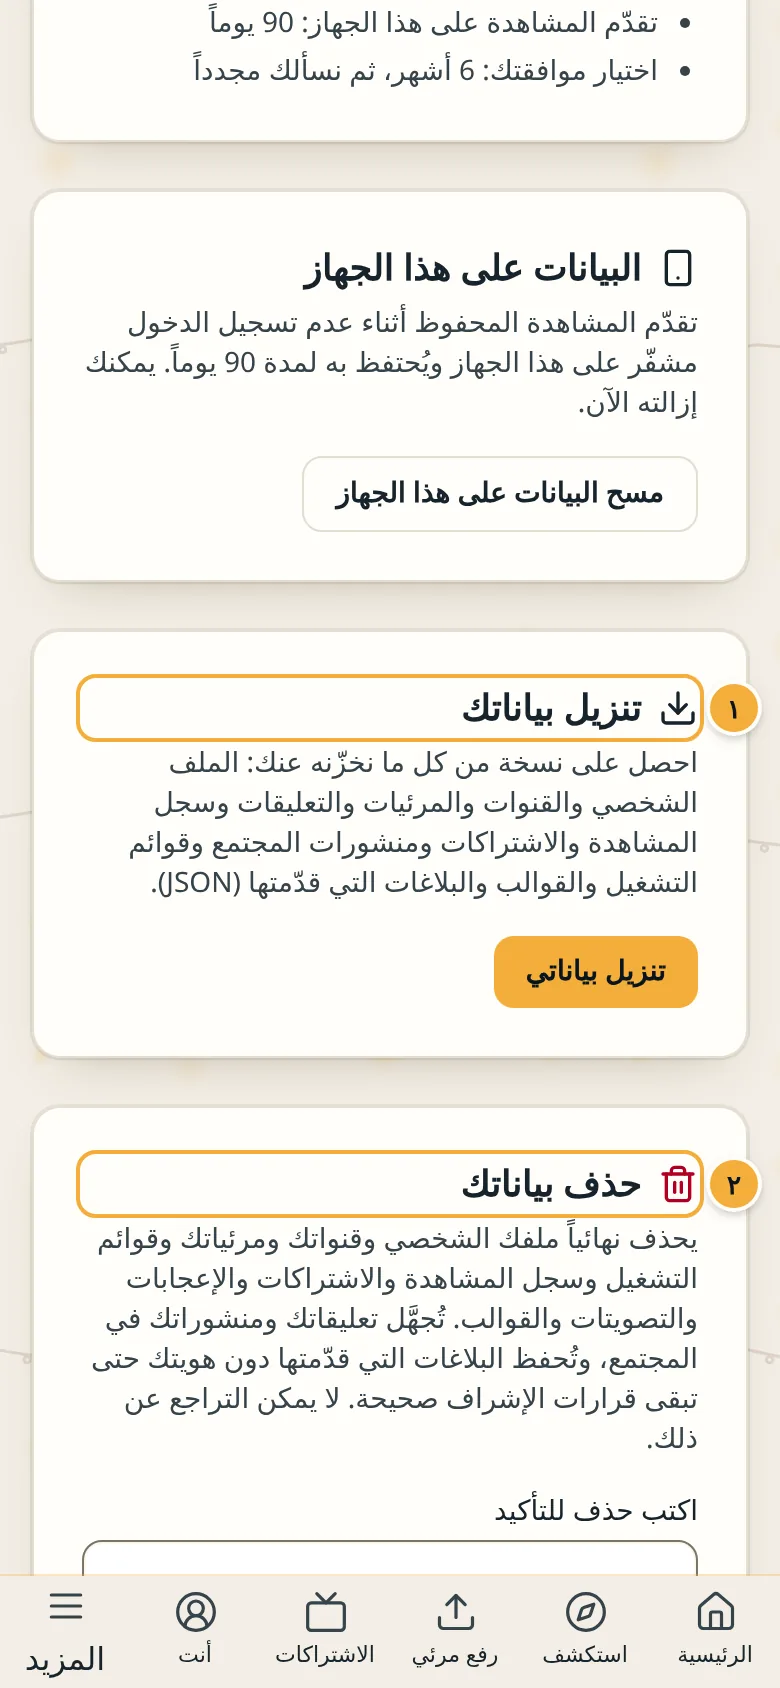 تقدّم المشاهدة على هذا الجهاز: 90 يوماً
اختيار موافقتك: 6 أشهر، ثم نسألك مجدداً
البيانات على هذا الجهاز
تقدّم المشاهدة المحفوظ أثناء عدم تسجيل الدخول
مشفّر على هذا الجهاز ويُحتفظ به لمدة 90 يوماً. يمكنك
إزالته الآن.
مسح البيانات على هذا الجهاز
١
تنزيل بياناتك
احصل على نسخة من كل ما نخزّنه عنك: الملف
الشخصي والقنوات والمرئيات والتعليقات وسجل
المشاهدة والاشتراكات ومنشورات المجتمع وقوائم
التشغيل والقوالب والبلاغات التي قدّمتها (JSON).
تنزيل بياناتي
٢
حذف بياناتك
يحذف نهائياً ملفك الشخصي وقنواتك ومرئياتك وقوائم
التشغيل وسجل المشاهدة والاشتراكات والإعجابات
والتصويتات والقوالب. تُجهَّل تعليقاتك ومنشوراتك في
المجتمع، وتُحفظ البلاغات التي قدّمتها دون هويتك حتى
تبقى قرارات الإشراف صحيحة. لا يمكن التراجع عن
ذلك.
اكتب حذف للتأكيد
الرئيسية
استكشف
رفع مرئي
الاشتراكات
أنت
المزيد